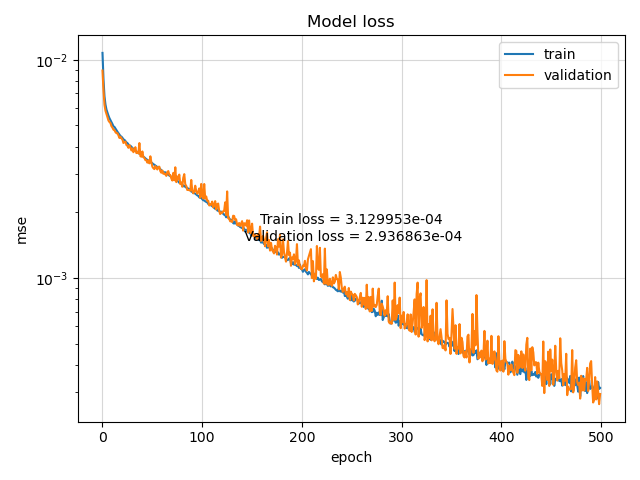 Model loss
train
validation
10⁻²
Train loss = 3.129953e-04
Validation loss = 2.936863e-04
10⁻³
mse
0 100 200 300 400 500
epoch